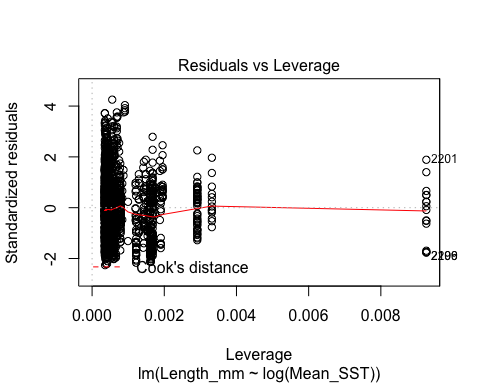 Residuals vs Leverage
Standardized residuals
4
2
0
-2
2201
Cook's distance
0.000 0.002 0.004 0.006 0.008
Leverage
lm(Length_mm ~ log(Mean_SST))